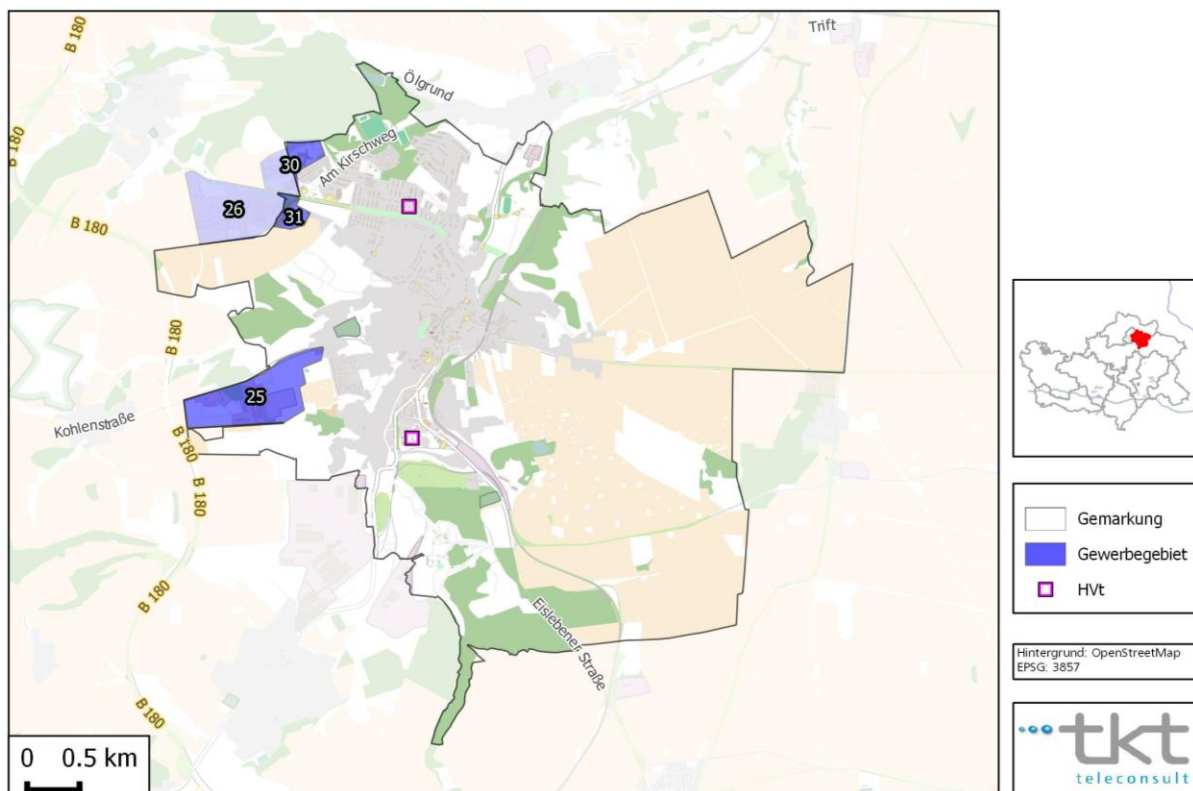 B 180
Trift
Ölgrund
B 180
Am Kirschweg
30
26
31
B 180
B 180
25
Kohlenstraße
B 180
B 180
B 180
Eislebener Straße
B 180
0 0.5 km
Gemarkung
Gewerbegebiet
HVt
Hintergrund: OpenStreetMap
EPSG: 3857
tkt
teleconsult